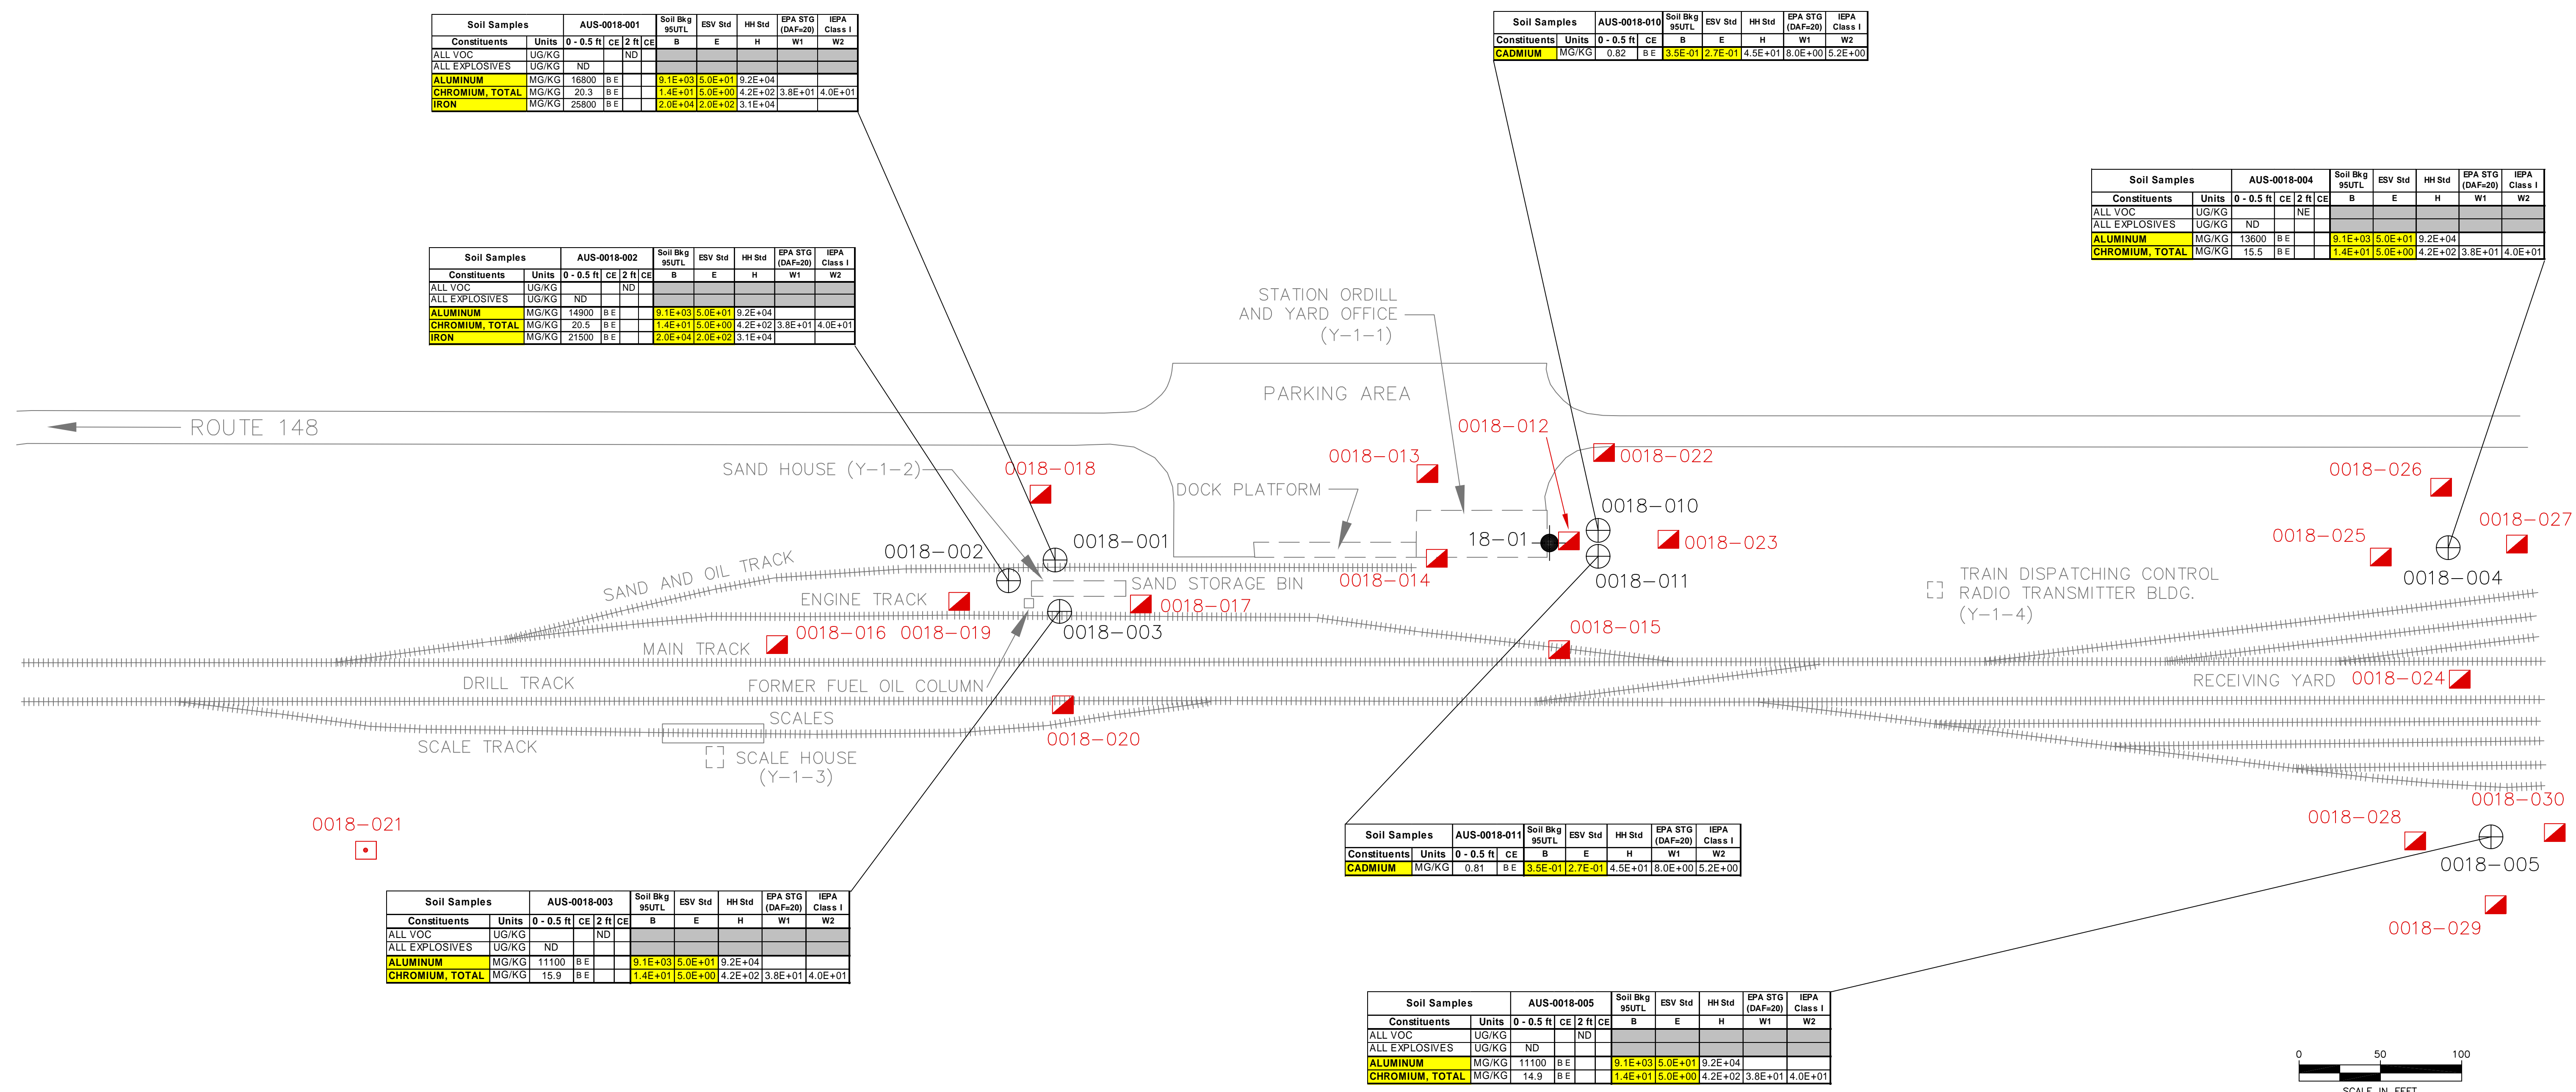 Soil Samples AUS-0018-001 Soil Bkg 95UTL ESV Std HH Std EPA STG (DAF=20) IEPA Class I
Constituents Units 0 - 0.5 ft CE 2 ft CE B E H W1 W2
ALL VOC UG/KG ND
ALL EXPLOSIVES UG/KG ND
ALUMINUM MG/KG 16800 B E 9.1E+03 5.0E+01 9.2E+04
CHROMIUM, TOTAL MG/KG 20.3 B E 1.4E+01 5.0E+00 4.2E+02 3.8E+01 4.0E+01
IRON MG/KG 25800 B E 2.0E+04 2.0E+02 3.1E+04
Soil Samples AUS-0018-010 Soil Bkg 95UTL ESV Std HH Std EPA STG (DAF=20) IEPA Class I
Constituents Units 0 - 0.5 ft CE B E H W1 W2
CADMIUM MG/KG 0.82 B E 3.5E-01 2.7E-01 4.5E+01 8.0E+00 5.2E+00
Soil Samples AUS-0018-004 Soil Bkg 95UTL ESV Std HH Std EPA STG (DAF=20) IEPA Class I
Constituents Units 0 - 0.5 ft CE 2 ft CE B E H W1 W2
ALL VOC UG/KG NE
ALL EXPLOSIVES UG/KG ND
ALUMINUM MG/KG 13600 B E 9.1E+03 5.0E+01 9.2E+04
CHROMIUM, TOTAL MG/KG 15.5 B E 1.4E+01 5.0E+00 4.2E+02 3.8E+01 4.0E+01
Soil Samples AUS-0018-002 Soil Bkg 95UTL ESV Std HH Std EPA STG (DAF=20) IEPA Class I
Constituents Units 0 - 0.5 ft CE 2 ft CE B E H W1 W2
ALL VOC UG/KG ND
ALL EXPLOSIVES UG/KG ND
ALUMINUM MG/KG 14900 B E 9.1E+03 5.0E+01 9.2E+04
CHROMIUM, TOTAL MG/KG 20.5 B E 1.4E+01 5.0E+00 4.2E+02 3.8E+01 4.0E+01
IRON MG/KG 21500 B E 2.0E+04 2.0E+02 3.1E+04
STATION ORDILL
AND YARD OFFICE
(Y-1-1)
PARKING AREA
ROUTE 148
0018-012
SAND HOUSE (Y-1-2)
0018-018
0018-013
0018-022
0018-026
DOCK PLATFORM
0018-010
0018-027
0018-001
18-01
0018-023
0018-025
0018-002
SAND AND OIL TRACK
0018-014
0018-011
0018-004
SAND STORAGE BIN
TRAIN DISPATCHING CONTROL
RADIO TRANSMITTER BLDG.
(Y-1-4)
ENGINE TRACK
0018-017
0018-016
0018-019
0018-003
0018-015
MAIN TRACK
DRILL TRACK
FORMER FUEL OIL COLUMN
RECEIVING YARD
0018-024
SCALES
SCALE TRACK
0018-020
SCALE HOUSE
(Y-1-3)
0018-021
0018-030
0018-028
0018-005
0018-029
Soil Samples AUS-0018-011 Soil Bkg 95UTL ESV Std HH Std EPA STG (DAF=20) IEPA Class I
Constituents Units 0 - 0.5 ft CE B E H W1 W2
CADMIUM MG/KG 0.81 B E 3.5E-01 2.7E-01 4.5E+01 8.0E+00 5.2E+00
Soil Samples AUS-0018-003 Soil Bkg 95UTL ESV Std HH Std EPA STG (DAF=20) IEPA Class I
Constituents Units 0 - 0.5 ft CE 2 ft CE B E H W1 W2
ALL VOC UG/KG ND
ALL EXPLOSIVES UG/KG ND
ALUMINUM MG/KG 11100 B E 9.1E+03 5.0E+01 9.2E+04
CHROMIUM, TOTAL MG/KG 15.9 B E 1.4E+01 5.0E+00 4.2E+02 3.8E+01 4.0E+01
Soil Samples AUS-0018-005 Soil Bkg 95UTL ESV Std HH Std EPA STG (DAF=20) IEPA Class I
Constituents Units 0 - 0.5 ft CE 2 ft CE B E H W1 W2
ALL VOC UG/KG ND
ALL EXPLOSIVES UG/KG ND
ALUMINUM MG/KG 11100 B E 9.1E+03 5.0E+01 9.2E+04
CHROMIUM, TOTAL MG/KG 14.9 B E 1.4E+01 5.0E+00 4.2E+02 3.8E+01 4.0E+01
0 50 100
SCALE IN FEET